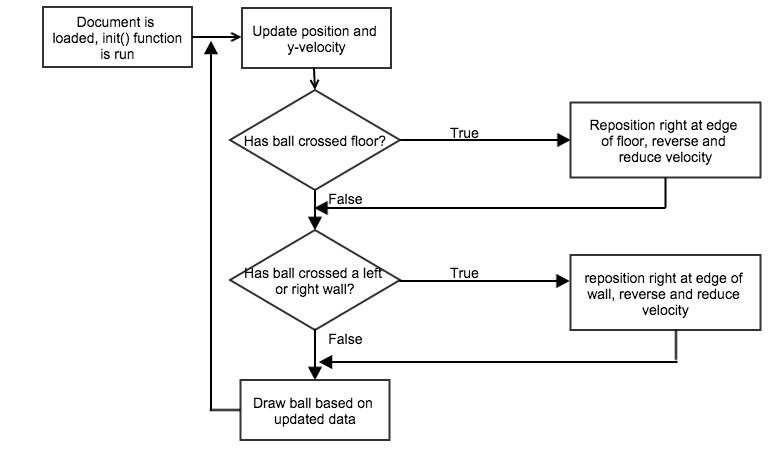 Document is
loaded, init() function
is run
Update position and
y-velocity
Has ball crossed floor?
True
Reposition right at edge
of floor, reverse and
reduce velocity
False
Has ball crossed a left
or right wall?
True
reposition right at edge of
wall, reverse and reduce
velocity
False
Draw ball based on
updated data